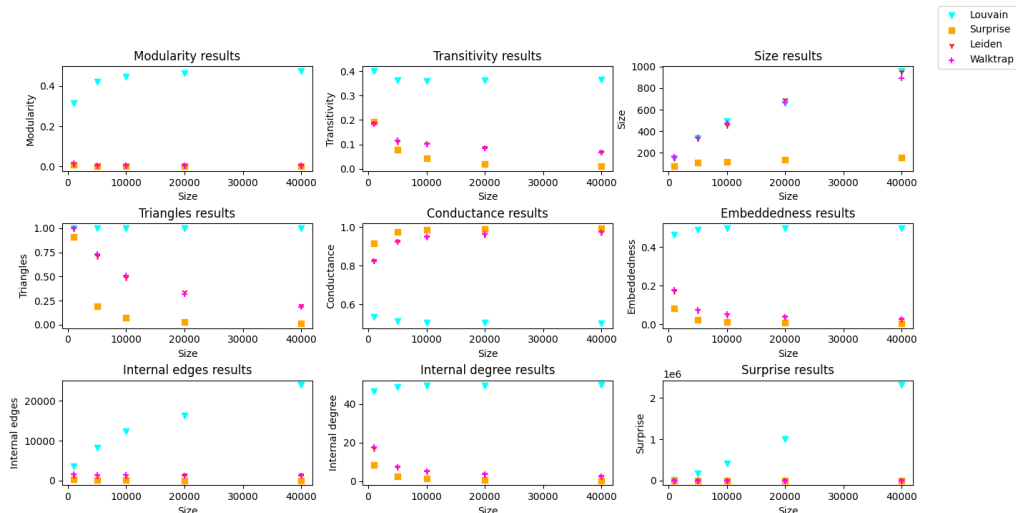 Louvain
Surprise
Leiden
Walktrap
Modularity results
Modularity
0.4
0.2
0.0
0 10000 20000 30000 40000
Size
Transitivity results
Transitivity
0.4
0.3
0.2
0.1
0.0
0 10000 20000 30000 40000
Size
Size results
Size
1000
800
600
400
200
0 10000 20000 30000 40000
Size
Triangles results
Triangles
1.00
0.75
0.50
0.25
0.00
0 10000 20000 30000 40000
Size
Conductance results
Conductance
1.0
0.8
0.6
0 10000 20000 30000 40000
Size
Embeddedness results
Embeddedness
0.4
0.2
0.0
0 10000 20000 30000 40000
Size
Internal edges results
Internal edges
20000
10000
0
0 10000 20000 30000 40000
Size
Internal degree results
Internal degree
40
20
0
0 10000 20000 30000 40000
Size
Surprise results
1e6
Surprise
2
1
0
0 10000 20000 30000 40000
Size